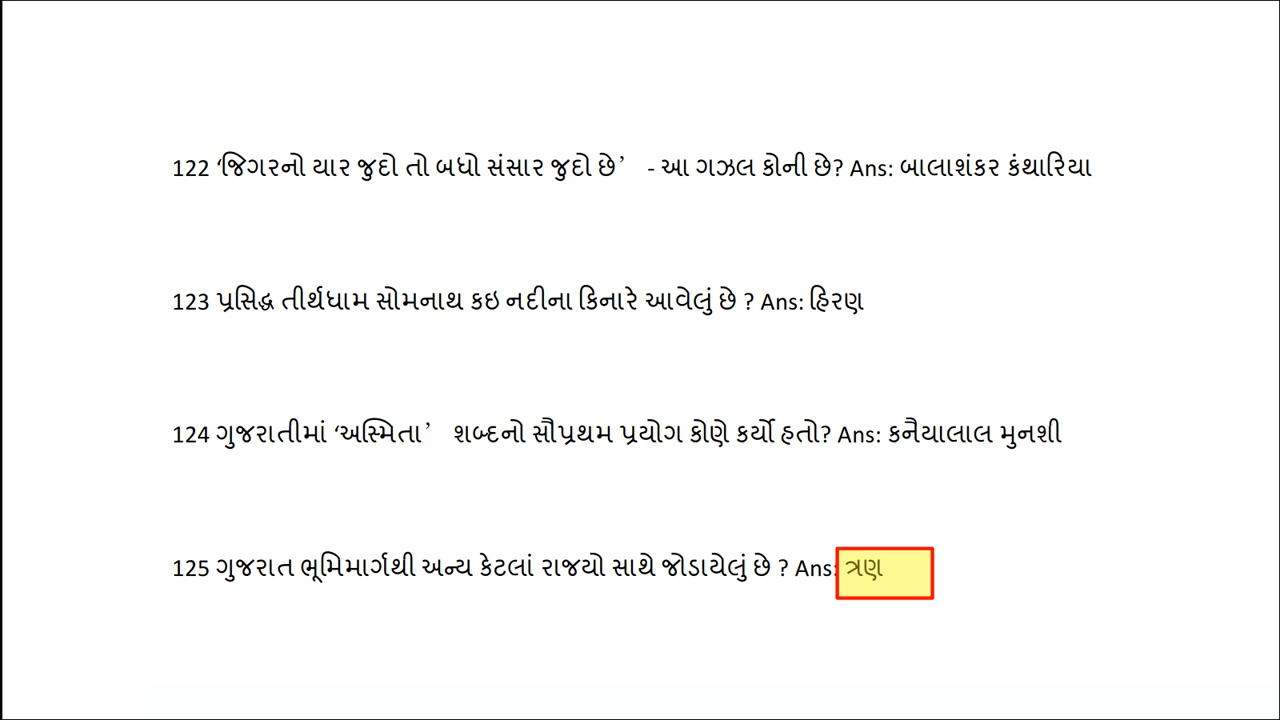 122 ‘જિગરનો યાર જુદો તો બધો સંસાર જુદો છે’ - આ ગઝલ કોની છે? Ans: બાલાશંકર કંથારિયા
123 પ્રસિદ્ધ તીર્થધામ સોમનાથ કઇ નદીના કિનારે આવેલું છે ? Ans: હિરણ
124 ગુજરાતીમાં ‘અસ્મિતા’ શબ્દનો સૌપ્રથમ પ્રયોગ કોણે કર્યો હતો? Ans: કનૈયાલાલ મુનશી
125 ગુજરાત ભૂમિમાર્ગથી અન્ય કેટલાં રાજયો સાથે જોડાયેલું છે ? Ans: ત્રણ